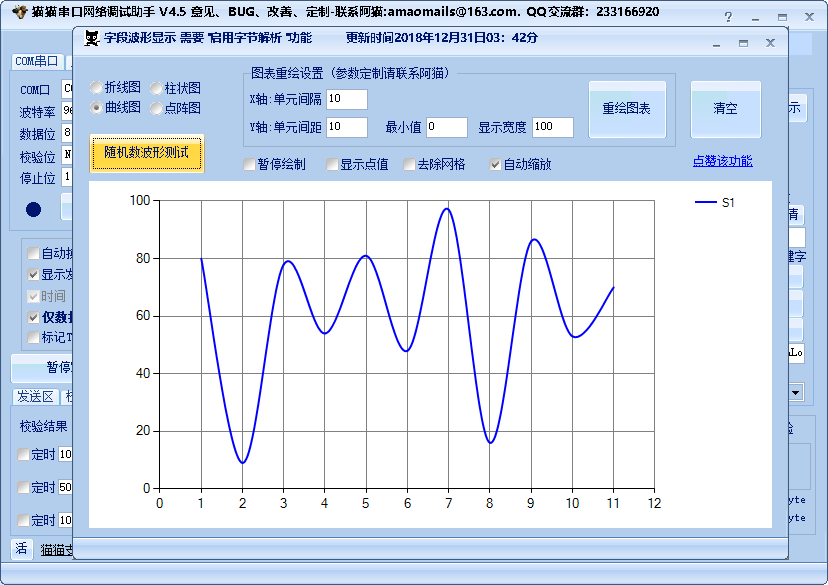 猫猫串口网络调试助手 V4.5 意见、BUG、改善、定制-联系阿猫:amaomails@163.com. QQ交流群：233166920
字段波形显示 需要 "启用字节解析 "功能 更新时间2018年12月31日03：42分
COM串口
COM口
波特率
数据位 8
校验位 N
停止位 1
自动
显示发
时间
仅数
标记
暂停
发送区
校验结果
定时 10
定时 50
定时 10
活 猫猫
折线图 柱状图
曲线图 点阵图
随机数波形测试
图表重绘设置（参数定制请联系阿猫）
X轴:单元间隔 10
Y轴:单元间距 10 最小值 0 显示宽度 100
重绘图表
清空
暂停绘制 显示点值 去除网格 自动缩放
点赞该功能
100
80
60
40
20
0
0 1 2 3 4 5 6 7 8 9 10 11 12
S1
示
清
建字
Lo
yte
yte